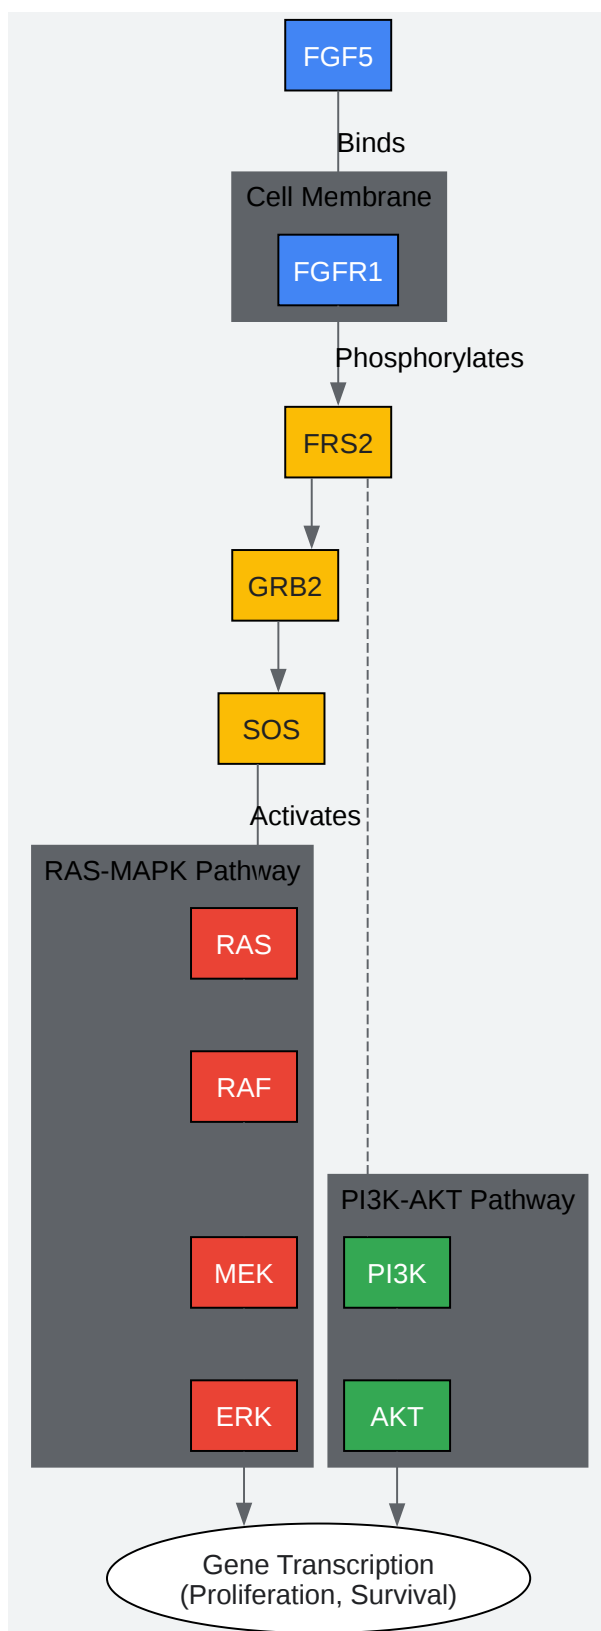 FGF5
Binds
Cell Membrane
FGFR1
Phosphorylates
FRS2
GRB2
SOS
Activates
RAS-MAPK Pathway
RAS
RAF
PI3K-AKT Pathway
MEK
PI3K
ERK
AKT
Gene Transcription
(Proliferation, Survival)